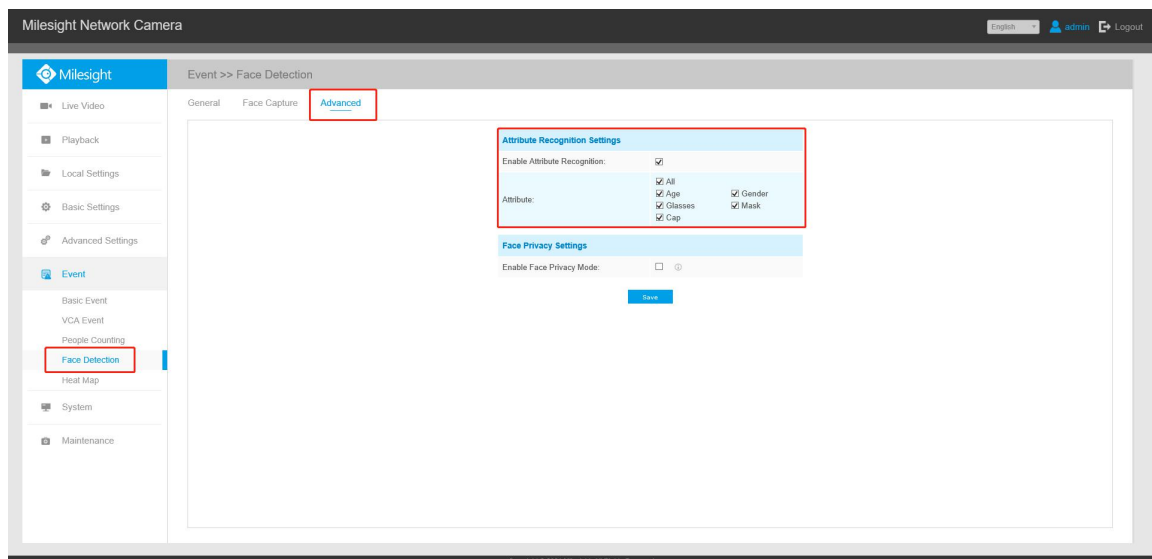 Milesight Network Camera
English admin Logout
Milesight
Event >> Face Detection
Live Video
Playback
Local Settings
Basic Settings
Advanced Settings
Event
Basic Event
VCA Event
People Counting
Face Detection
Heat Map
System
Maintenance
General Face Capture Advanced
Attribute Recognition Settings
Enable Attribute Recognition:
Attribute:
All
Age Gender
Glasses Mask
Cap
Face Privacy Settings
Enable Face Privacy Mode:
Save